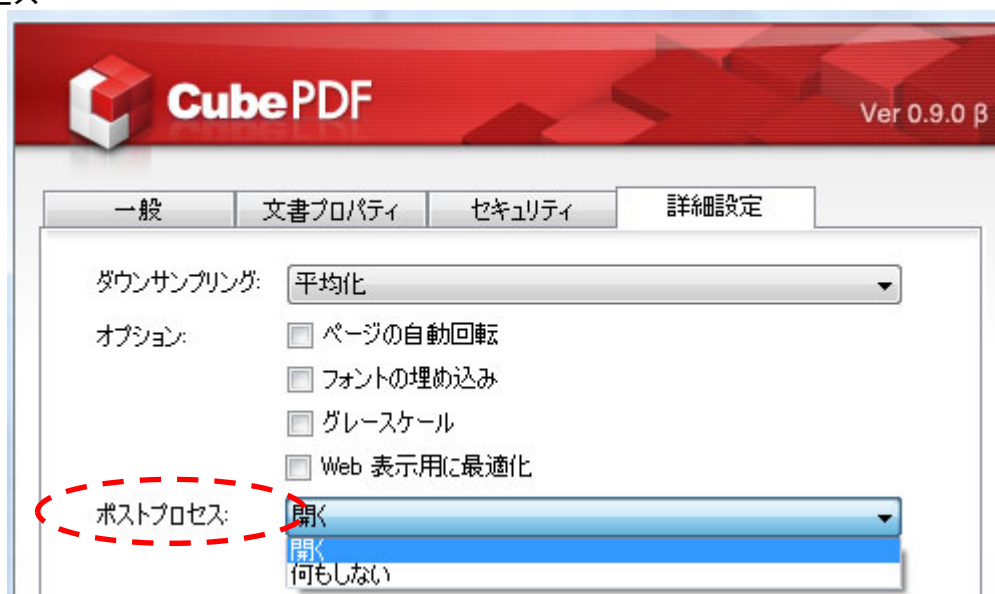 CubePDF
Ver 0.9.0 β
一般 文書プロパティ セキュリティ 詳細設定
ダウンサンプリング: 平均化
オプション: ページの自動回転
フォントの埋め込み
グレースケール
Web 表示用に最適化
ポストプロセス: 開く
開く
何もしない